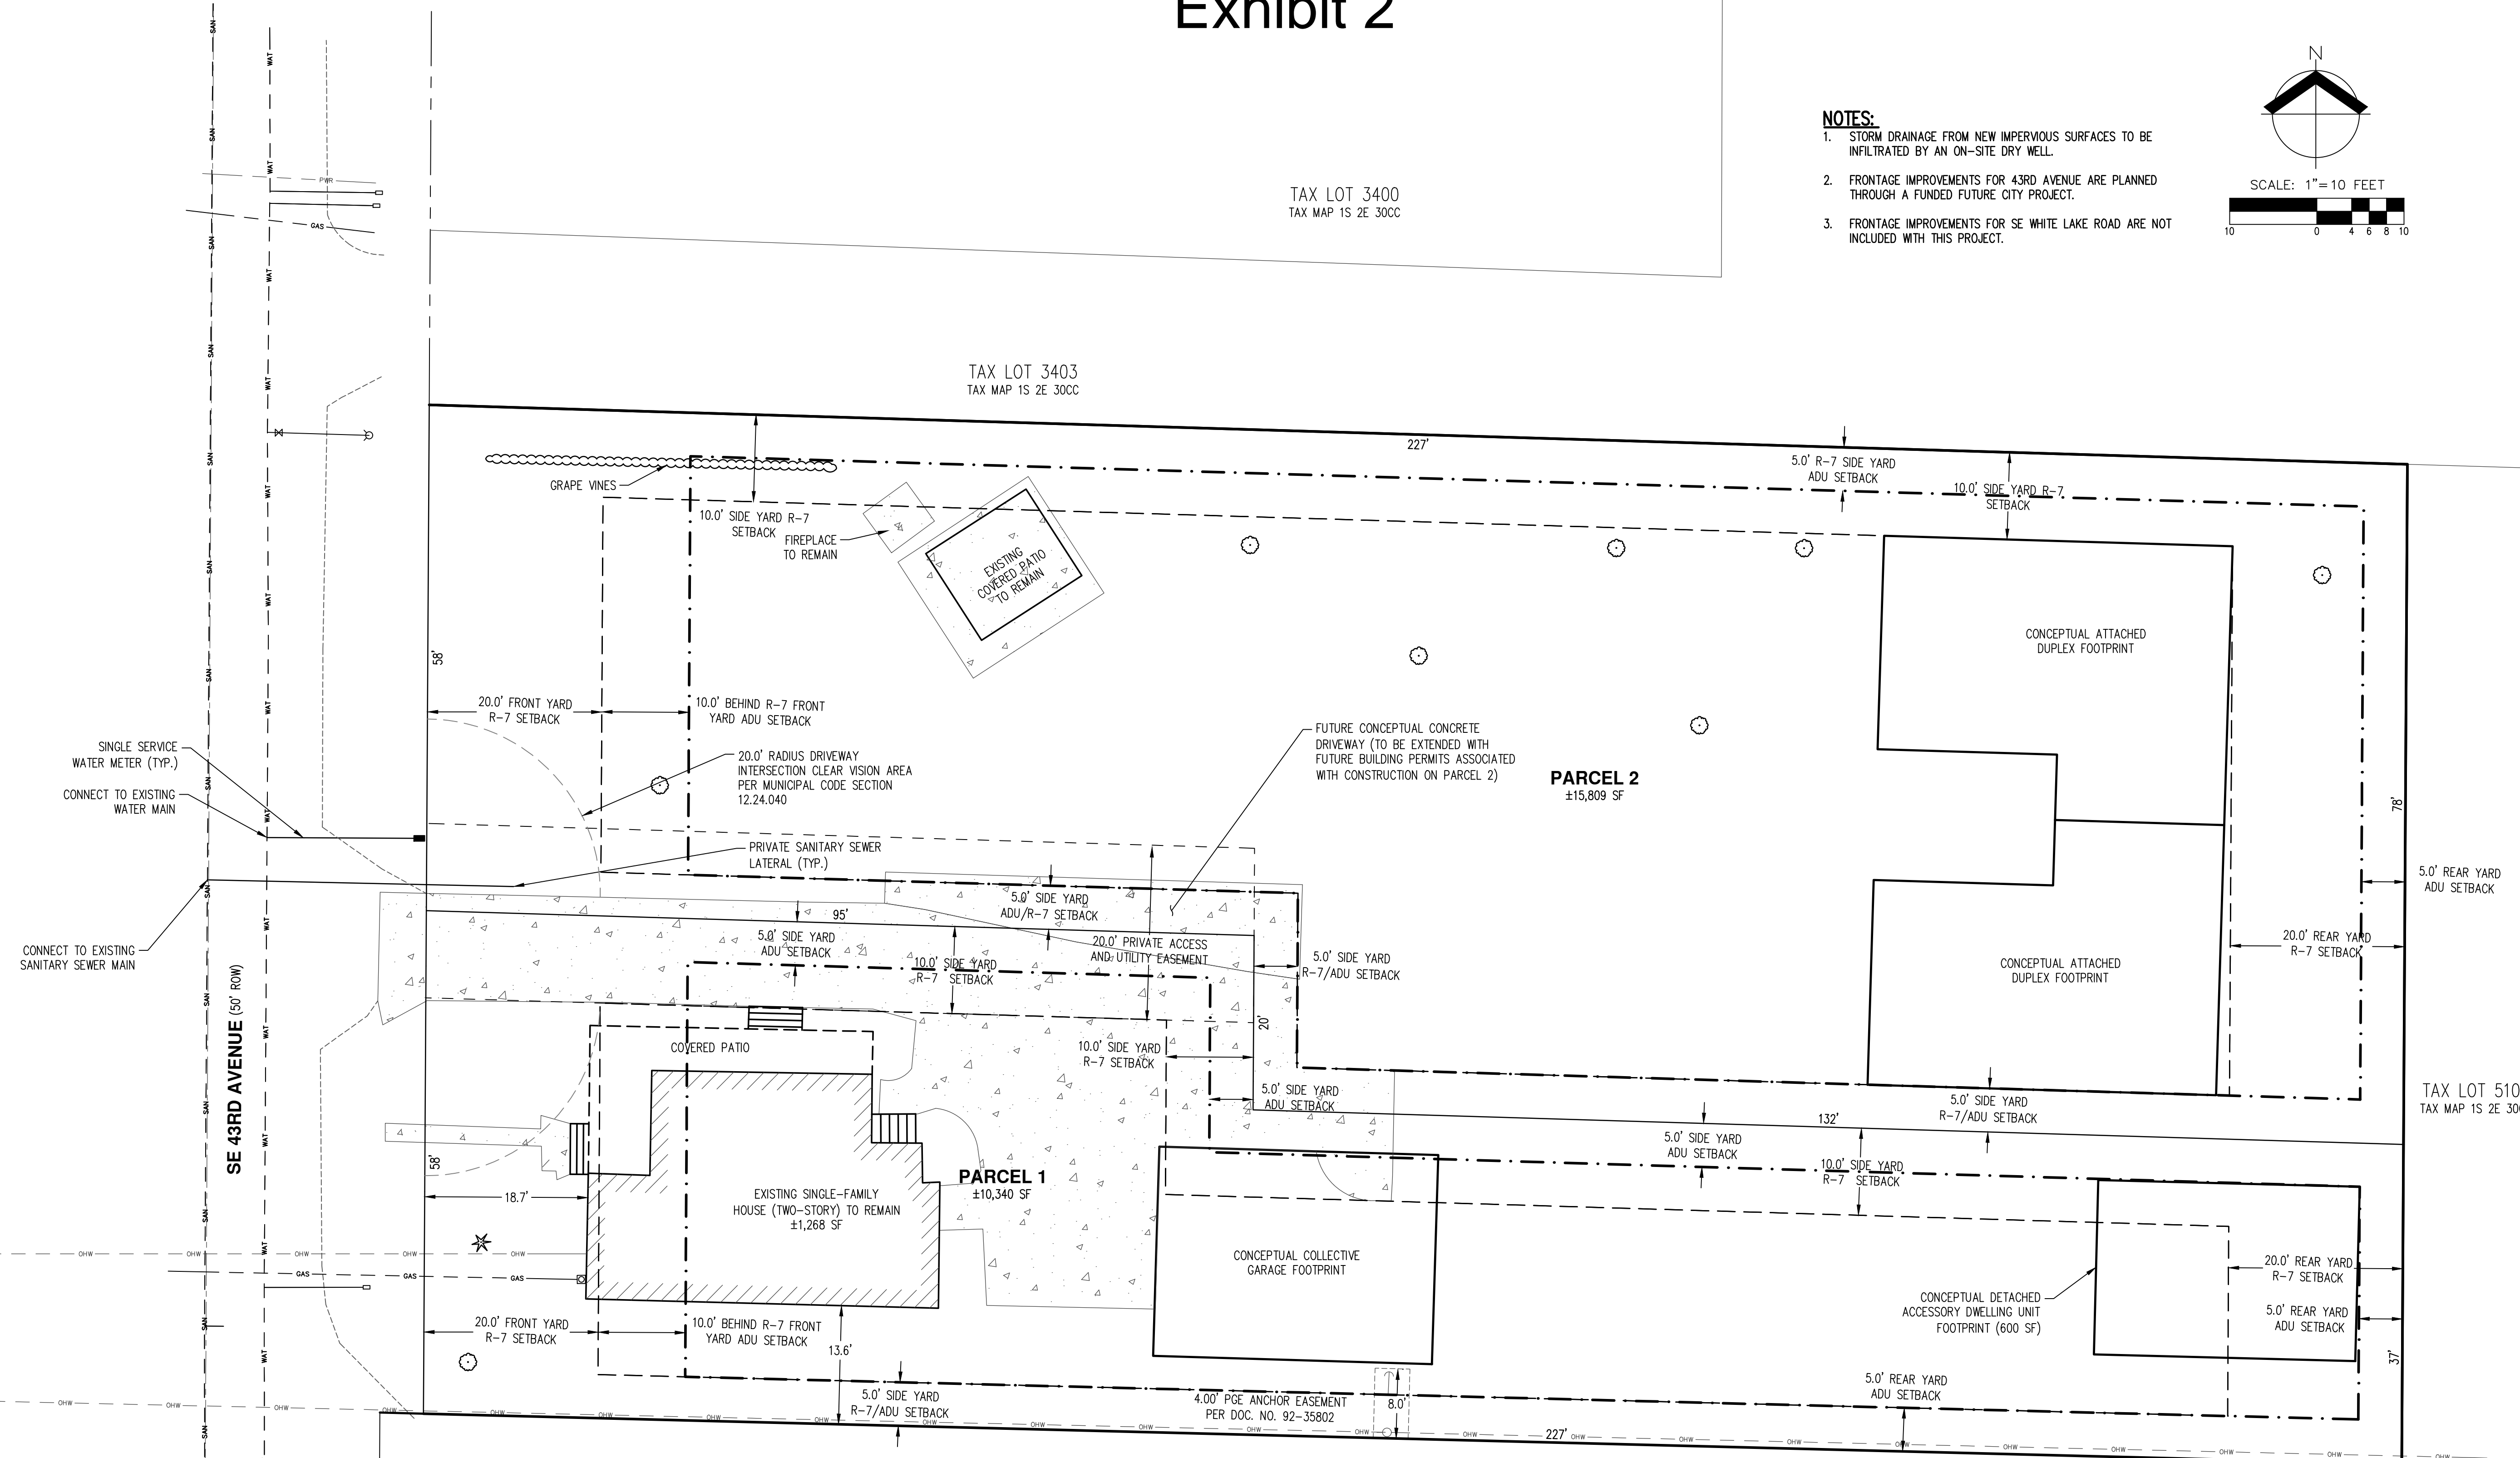 Exhibit 2
N
SCALE: 1"=10 FEET
10 0 4 6 8 10
NOTES:
1. STORM DRAINAGE FROM NEW IMPERVIOUS SURFACES TO BE
INFILTRATED BY AN ON-SITE DRY WELL.
2. FRONTAGE IMPROVEMENTS FOR 43RD AVENUE ARE PLANNED
THROUGH A FUNDED FUTURE CITY PROJECT.
3. FRONTAGE IMPROVEMENTS FOR SE WHITE LAKE ROAD ARE NOT
INCLUDED WITH THIS PROJECT.
TAX LOT 3400
TAX MAP 1S 2E 30CC
TAX LOT 3403
TAX MAP 1S 2E 30CC
SAN
WAT
PWR
GAS
227'
GRAPE VINES
10.0' SIDE YARD R-7
SETBACK
FIREPLACE
TO REMAIN
EXISTING
COVERED PATIO
TO REMAIN
5.0' R-7 SIDE YARD
ADU SETBACK
10.0' SIDE YARD R-7
SETBACK
CONCEPTUAL ATTACHED
DUPLEX FOOTPRINT
58'
20.0' FRONT YARD
R-7 SETBACK
10.0' BEHIND R-7 FRONT
YARD ADU SETBACK
20.0' RADIUS DRIVEWAY
INTERSECTION CLEAR VISION AREA
PER MUNICIPAL CODE SECTION
12.24.040
FUTURE CONCEPTUAL CONCRETE
DRIVEWAY (TO BE EXTENDED WITH
FUTURE BUILDING PERMITS ASSOCIATED
WITH CONSTRUCTION ON PARCEL 2)
PARCEL 2
±15,809 SF
78'
SINGLE SERVICE
WATER METER (TYP.)
CONNECT TO EXISTING
WATER MAIN
PRIVATE SANITARY SEWER
LATERAL (TYP.)
CONNECT TO EXISTING
SANITARY SEWER MAIN
95'
5.0' SIDE YARD
ADU/R-7 SETBACK
5.0' SIDE YARD
ADU SETBACK
10.0' SIDE YARD
R-7 SETBACK
20.0' PRIVATE ACCESS
AND UTILITY EASEMENT
5.0' SIDE YARD
R-7/ADU SETBACK
5.0' REAR YARD
ADU SETBACK
20.0' REAR YARD
R-7 SETBACK
CONCEPTUAL ATTACHED
DUPLEX FOOTPRINT
SE 43RD AVENUE (50' ROW)
20'
COVERED PATIO
10.0' SIDE YARD
R-7 SETBACK
5.0' SIDE YARD
ADU SETBACK
132'
5.0' SIDE YARD
R-7/ADU SETBACK
TAX LOT 510
TAX MAP 1S 2E 30
5.0' SIDE YARD
ADU SETBACK
10.0' SIDE YARD
R-7 SETBACK
58'
18.7'
EXISTING SINGLE-FAMILY
HOUSE (TWO-STORY) TO REMAIN
±1,268 SF
PARCEL 1
±10,340 SF
CONCEPTUAL COLLECTIVE
GARAGE FOOTPRINT
20.0' REAR YARD
R-7 SETBACK
CONCEPTUAL DETACHED
ACCESSORY DWELLING UNIT
FOOTPRINT (600 SF)
5.0' REAR YARD
ADU SETBACK
OHW
GAS
20.0' FRONT YARD
R-7 SETBACK
10.0' BEHIND R-7 FRONT
YARD ADU SETBACK
13.6'
37'
5.0' SIDE YARD
R-7/ADU SETBACK
4.00' PGE ANCHOR EASEMENT
PER DOC. NO. 92-35802
8.0'
5.0' REAR YARD
ADU SETBACK
OHW
227'